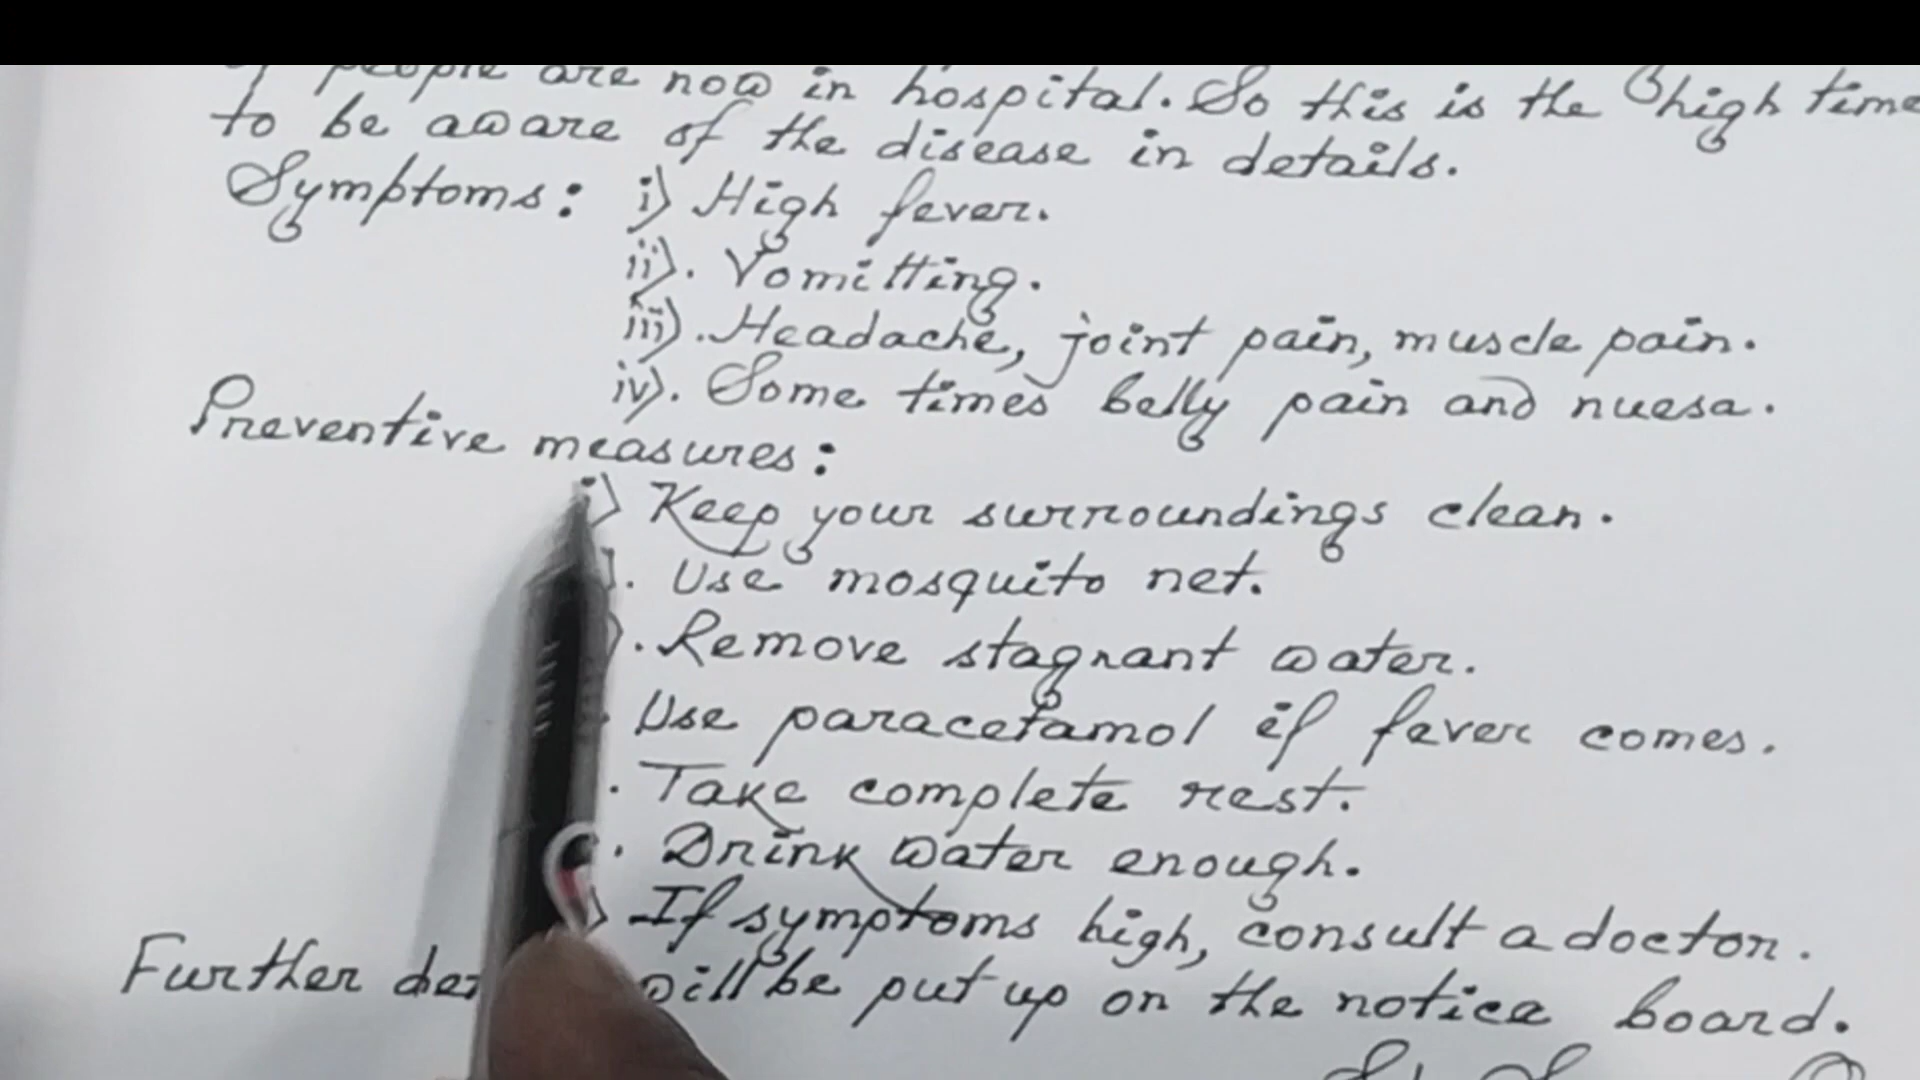 of people are now in hospital. So this is the high time
to be aware of the disease in details.
Symptoms: i) High fever.
ii). Vomitting.
iii). Headache, joint pain, muscle pain.
iv). Some times belly pain and nuesa.
Preventive measures:
i) Keep your surroundings clean.
). Use mosquito net.
). Remove stagnant water.
. Use paracetamol if fever comes.
. Take complete rest.
. Drink water enough.
) If symptoms high, consult a doctor.
Further will be put up on the notice board.